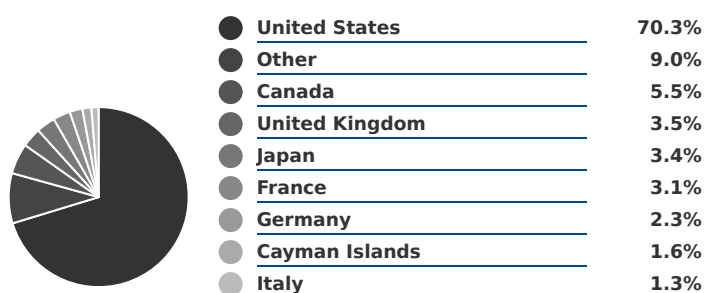 United States 70.3%
Other 9.0%
Canada 5.5%
United Kingdom 3.5%
Japan 3.4%
France 3.1%
Germany 2.3%
Cayman Islands 1.6%
Italy 1.3%